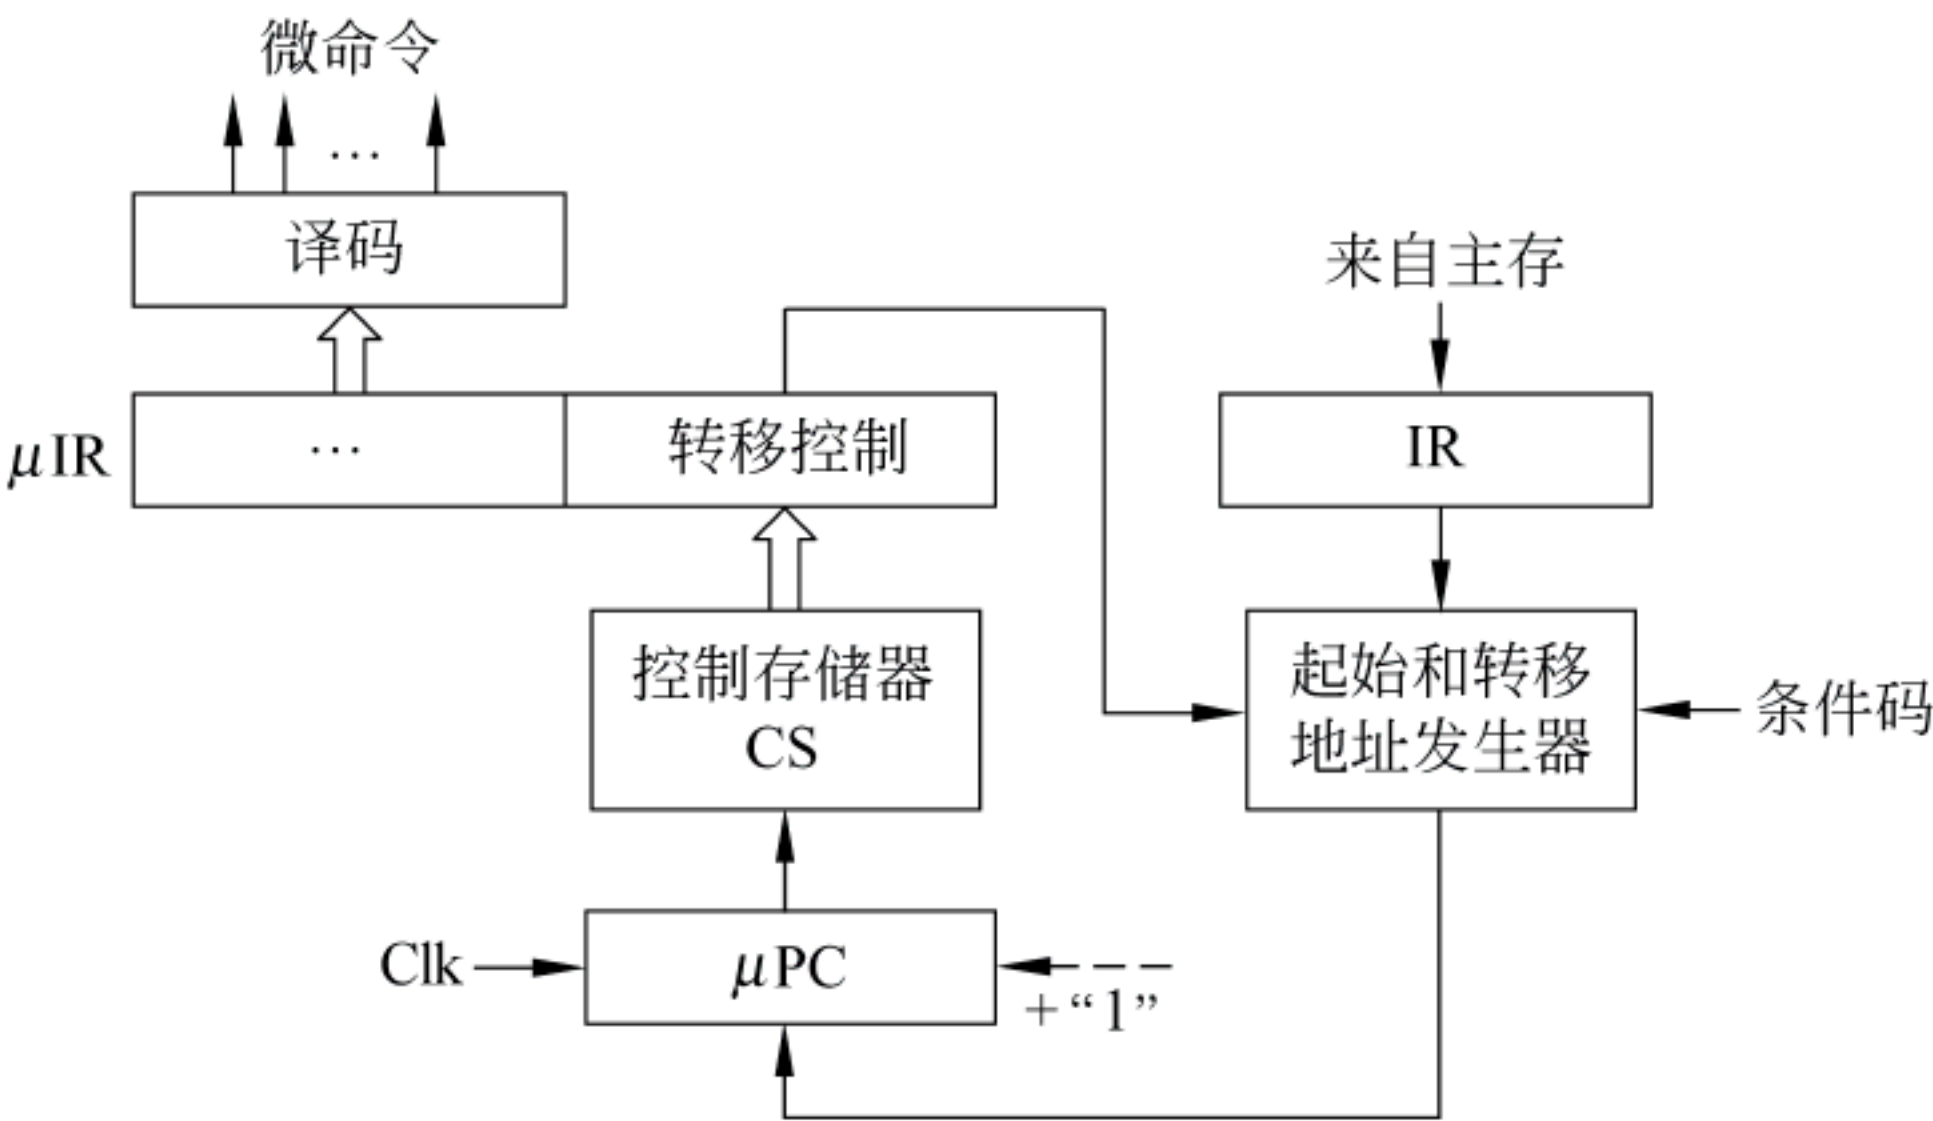 微命令
…
译码
来自主存
μIR
…
转移控制
IR
控制存储器
CS
起始和转移
地址发生器
条件码
Clk
μPC
+“1”